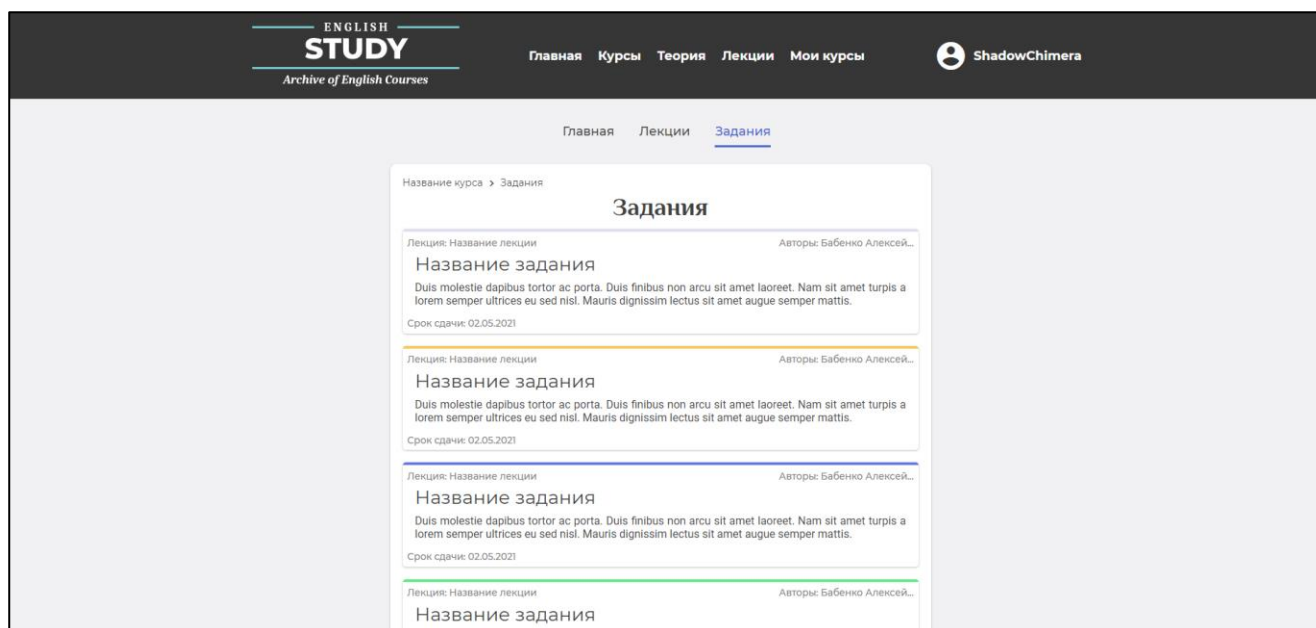 ENGLISH
STUDY
Archive of English Courses
Главная Курсы Теория Лекции Мои курсы
ShadowChimera
Главная Лекции Задания
Название курса > Задания
Задания
Лекция: Название лекции Авторы: Бабенко Алексей...
Название задания
Duis molestie dapibus tortor ac porta. Duis finibus non arcu sit amet laoreet. Nam sit amet turpis a
lorem semper ultrices eu sed nisl. Mauris dignissim lectus sit amet augue semper mattis.
Срок сдачи: 02.05.2021
Лекция: Название лекции Авторы: Бабенко Алексей...
Название задания
Duis molestie dapibus tortor ac porta. Duis finibus non arcu sit amet laoreet. Nam sit amet turpis a
lorem semper ultrices eu sed nisl. Mauris dignissim lectus sit amet augue semper mattis.
Срок сдачи: 02.05.2021
Лекция: Название лекции Авторы: Бабенко Алексей...
Название задания
Duis molestie dapibus tortor ac porta. Duis finibus non arcu sit amet laoreet. Nam sit amet turpis a
lorem semper ultrices eu sed nisl. Mauris dignissim lectus sit amet augue semper mattis.
Срок сдачи: 02.05.2021
Лекция: Название лекции Авторы: Бабенко Алексей...
Название задания